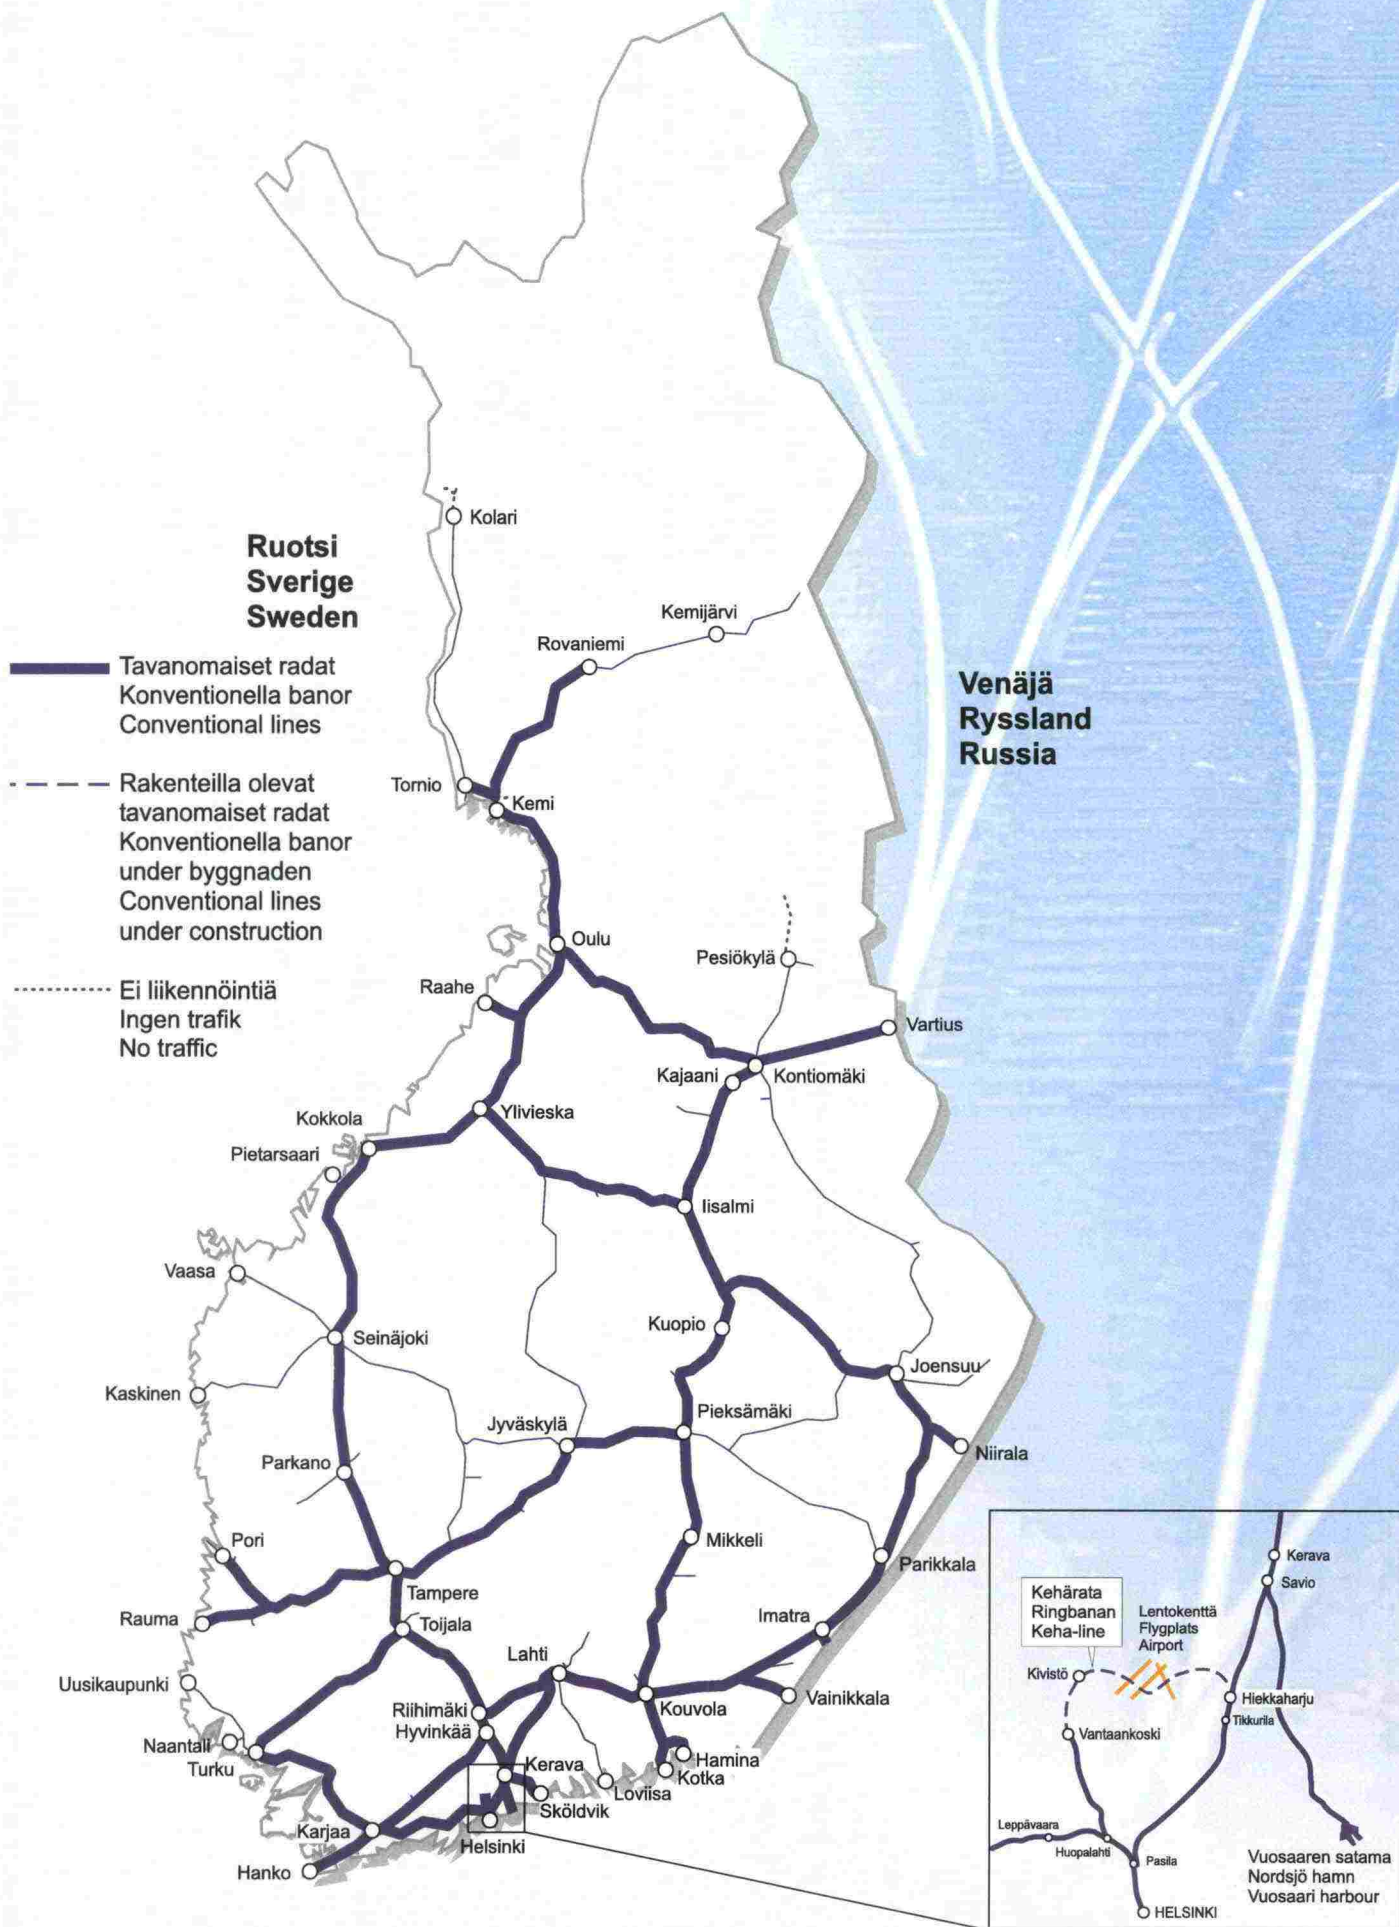 Kolari
Ruotsi
Sverige
Sweden
Kemijärvi
Rovaniemi
Tavanomaiset radat
Konventionella banor
Conventional lines
Venäjä
Ryssland
Russia
Rakenteilla olevat
tavanomaiset radat
Konventionella banor
under byggnaden
Conventional lines
under construction
Tornio
Kemi
Oulu
Pesiökylä
Ei liikennöintiä
Ingen trafik
No traffic
Raahe
Vartius
Kajaani
Kontiomäki
Ylivieska
Kokkola
Pietarsaari
Iisalmi
Vaasa
Kuopio
Seinäjoki
Joensuu
Kaskinen
Pieksämäki
Jyväskylä
Niirala
Parkano
Pori
Mikkeli
Parikkala
Tampere
Rauma
Toijala
Imatra
Lahti
Uusikaupunki
Vainikkala
Kouvola
Riihimäki
Hyvinkää
Naantali
Turku
Kerava
Hamina
Kotka
Loviisa
Sköldvik
Karjaa
Helsinki
Hanko
Kerava
Savio
Kehärata
Ringbanan
Keha-line
Lentokenttä
Flygplats
Airport
Kivistö
Hiekkaharju
Tikkurila
Vantaankoski
Leppävaara
Huopalahti
Pasila
Vuosaaren satama
Nordsjö hamn
Vuosaari harbour
HELSINKI